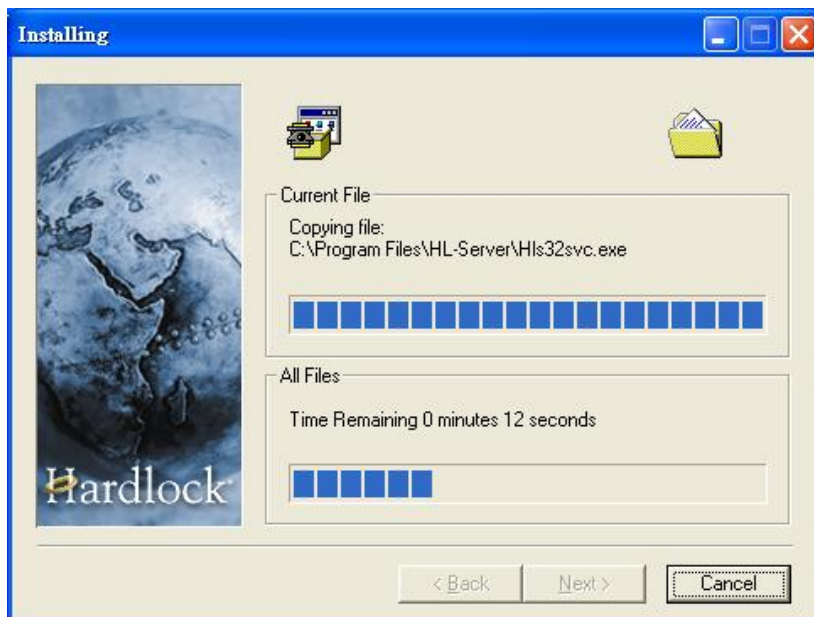 Installing
Current File
Copying file:
C:\Program Files\HL-Server\Hls32svc.exe
All Files
Time Remaining 0 minutes 12 seconds
Hardlock
< Back
Next >
Cancel